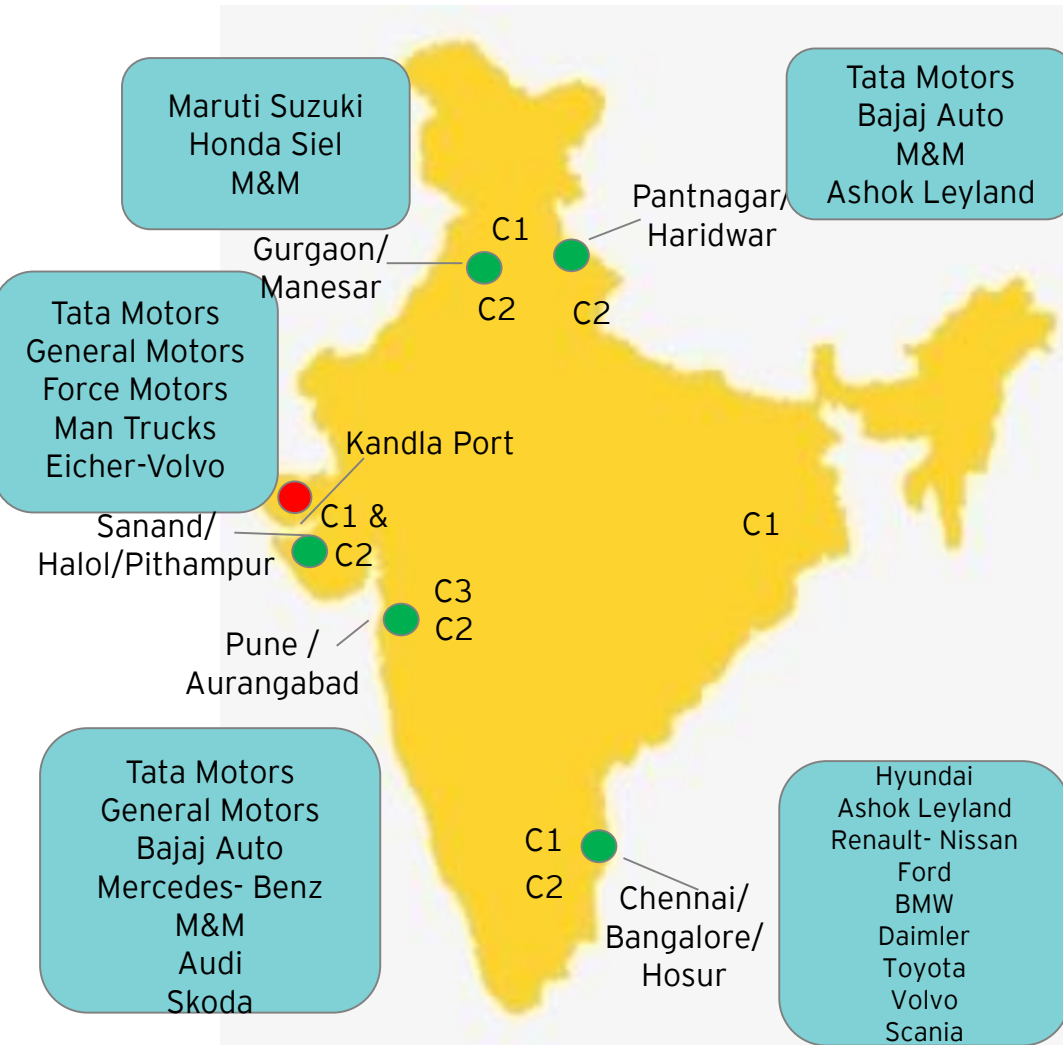 Maruti Suzuki
Honda Siel
M&M
Tata Motors
Bajaj Auto
M&M
Ashok Leyland
Pantnagar/
Haridwar
C1
Gurgaon/
Manesar
C2
C2
Tata Motors
General Motors
Force Motors
Man Trucks
Eicher-Volvo
Kandla Port
Sanand/
Halol/Pithampur
C1 &
C2
C1
C3
C2
Pune /
Aurangabad
Tata Motors
General Motors
Bajaj Auto
Mercedes- Benz
M&M
Audi
Skoda
C1
C2
Chennai/
Bangalore/
Hosur
Hyundai
Ashok Leyland
Renault- Nissan
Ford
BMW
Daimler
Toyota
Volvo
Scania